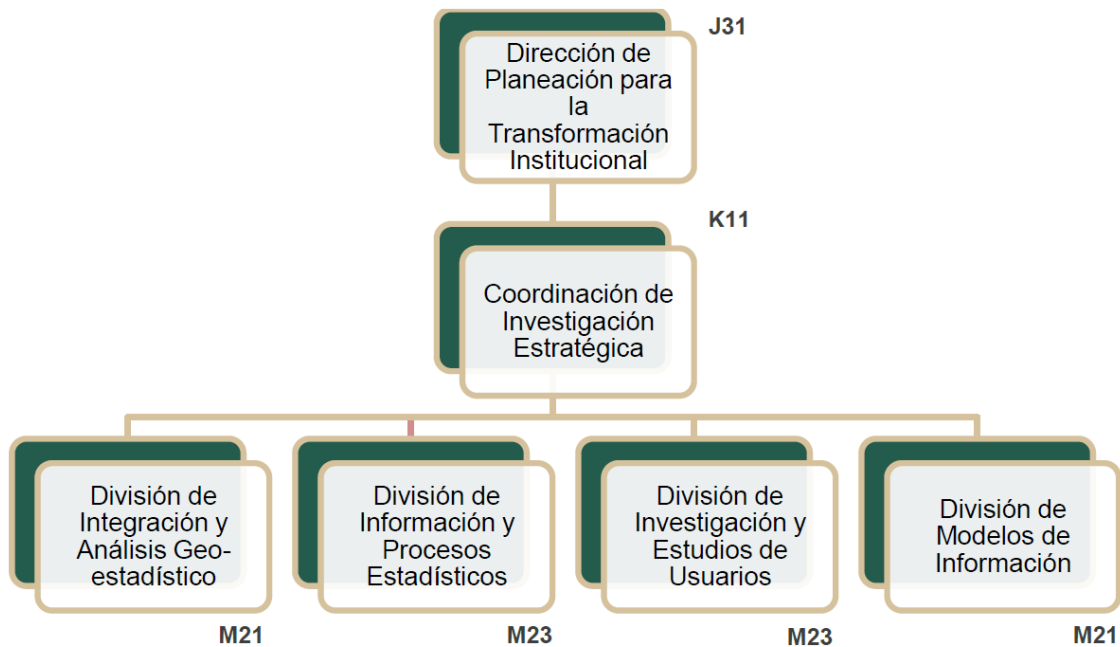 J31
Dirección de
Planeación para
la
Transformación
Institucional
K11
Coordinación de
Investigación
Estratégica
División de
Integración y
Análisis Geo-
estadístico
M21
División de
Información y
Procesos
Estadísticos
M23
División de
Investigación y
Estudios de
Usuarios
M23
División de
Modelos de
Información
M21